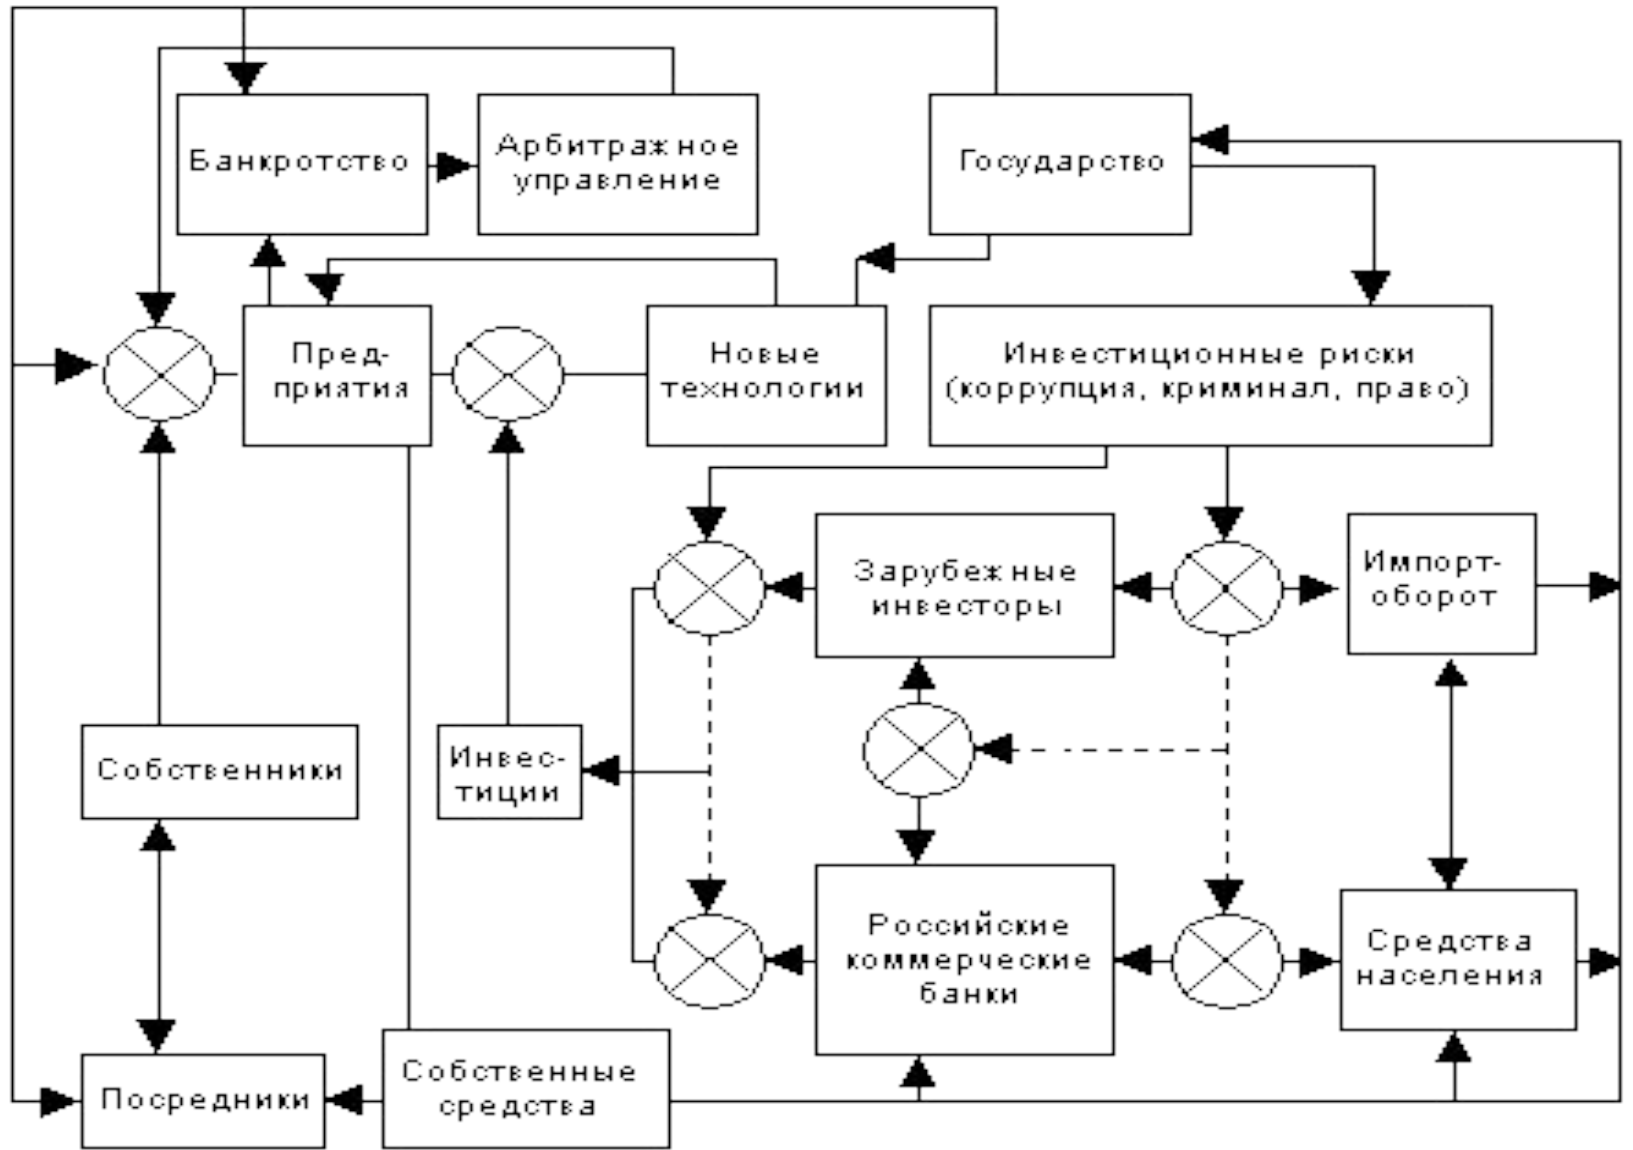 Банкротство
Арбитражное
управление
Государство
Пред-
приятия
Новые
технологии
Инвестиционные риски
(коррупция, криминал, право)
Зарубежные
инвесторы
Импорт-
оборот
Собственники
Инвес-
тиции
Российские
коммерческие
банки
Средства
населения
Посредники
Собственные
средства